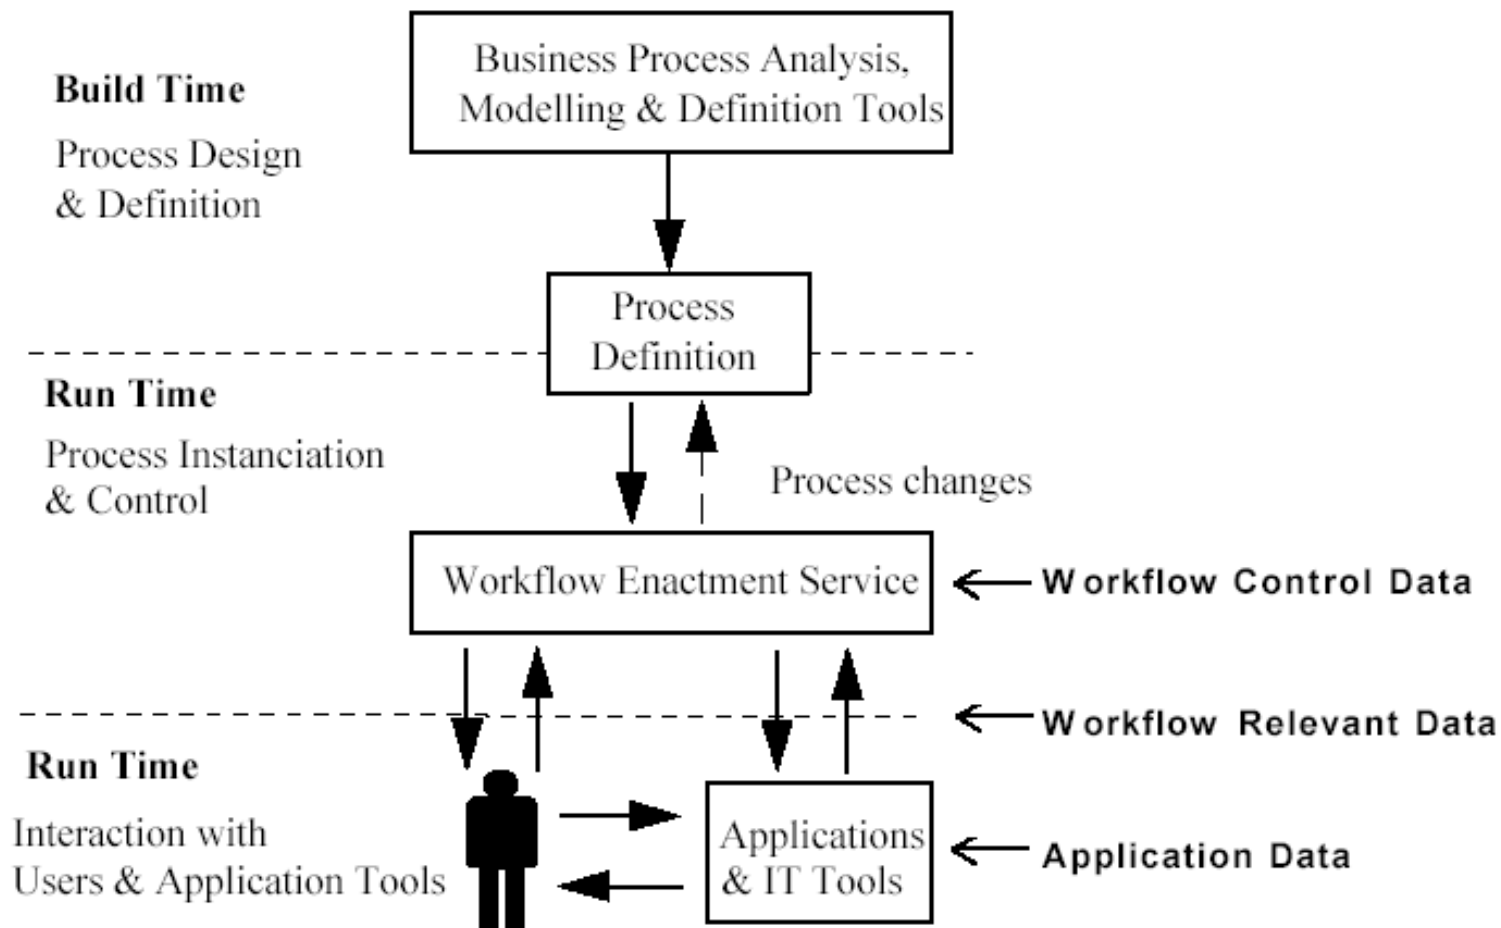 Business Process Analysis,
Modelling & Definition Tools
Build Time
Process Design
& Definition
Process
Definition
Run Time
Process Instanciation
& Control
Process changes
Workflow Enactment Service
Workflow Control Data
Workflow Relevant Data
Run Time
Interaction with
Users & Application Tools
Applications
& IT Tools
Application Data